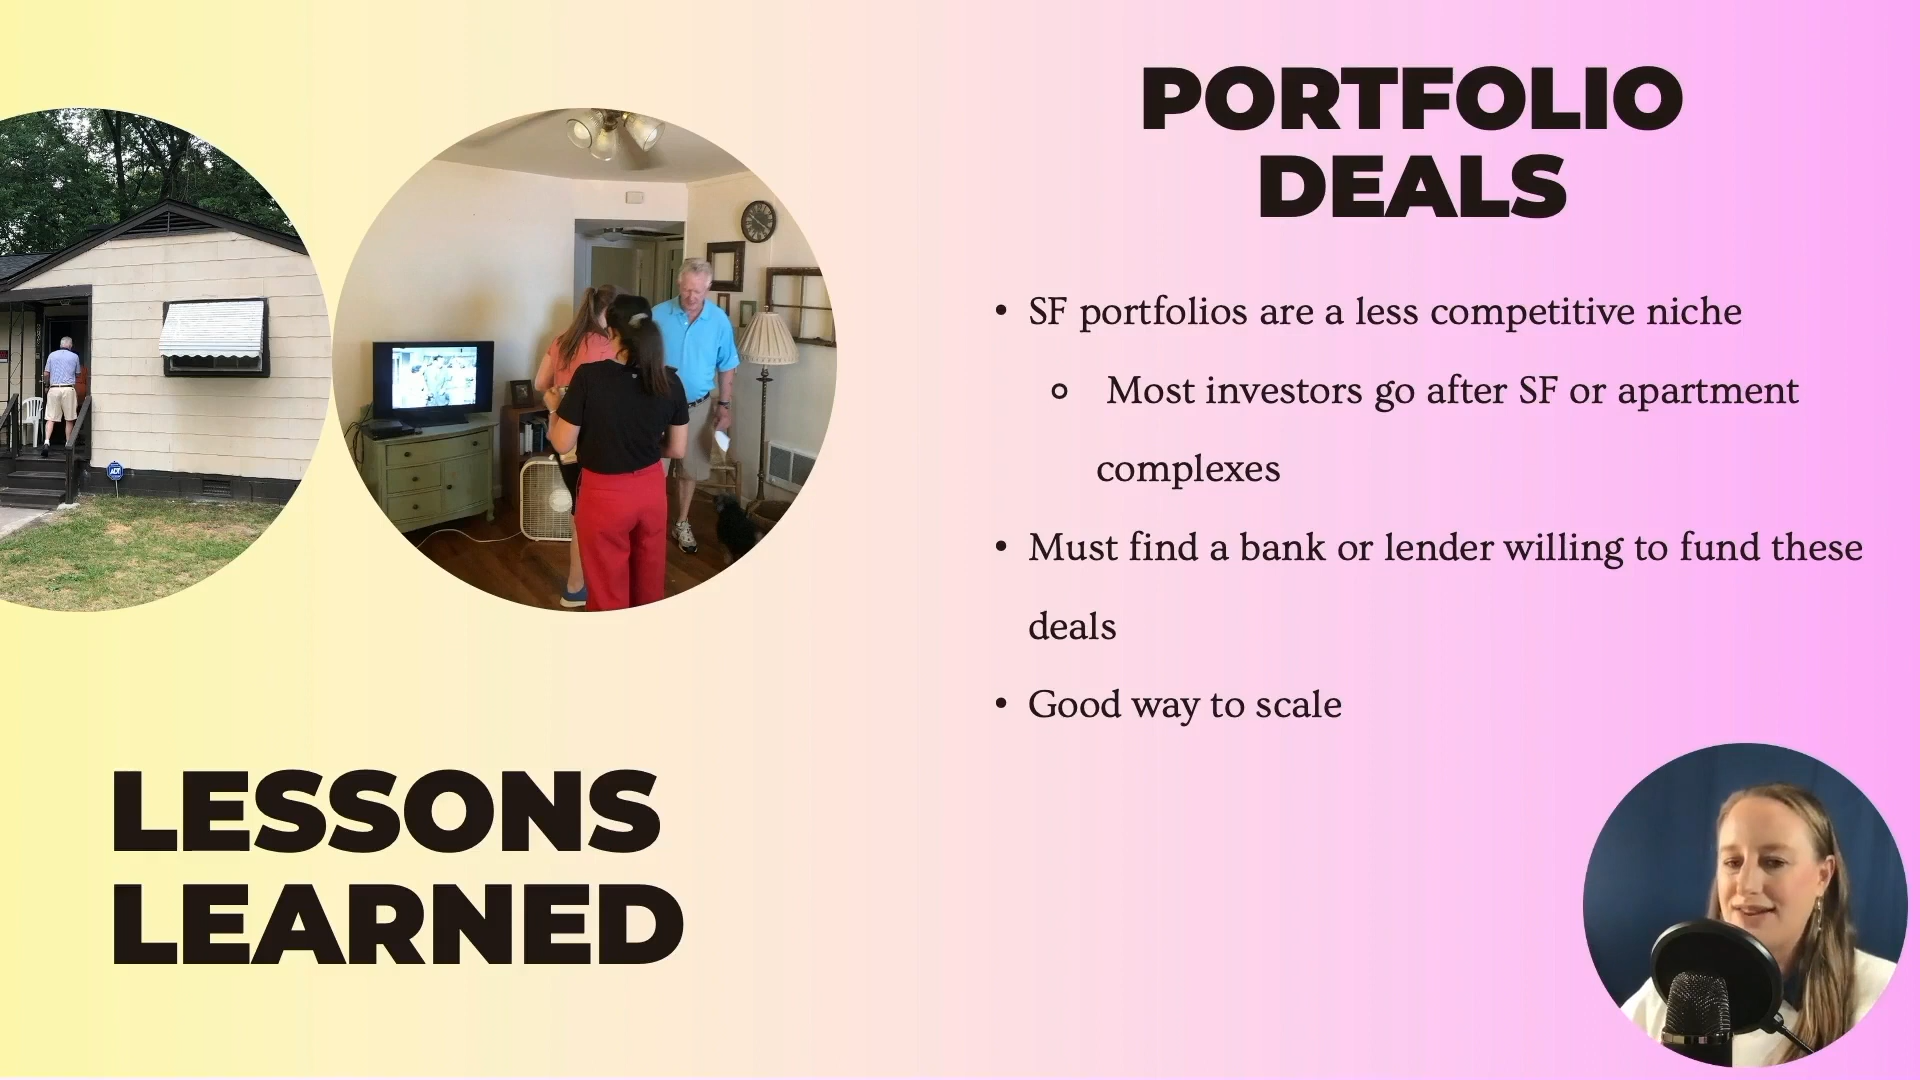 PORTFOLIO
DEALS
• SF portfolios are a less competitive niche
Most investors go after SF or apartment
complexes
• Must find a bank or lender willing to fund these
deals
• Good way to scale
LESSONS
LEARNED
ADT